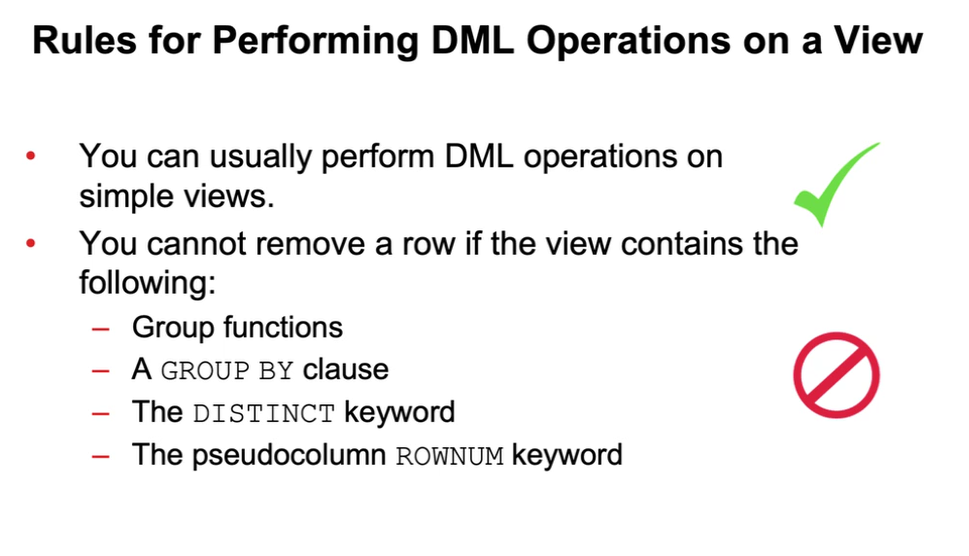 Rules for Performing DML Operations on a View
• You can usually perform DML operations on
simple views.
• You cannot remove a row if the view contains the
following:
– Group functions
– A GROUP BY clause
– The DISTINCT keyword
– The pseudocolumn ROWNUM keyword